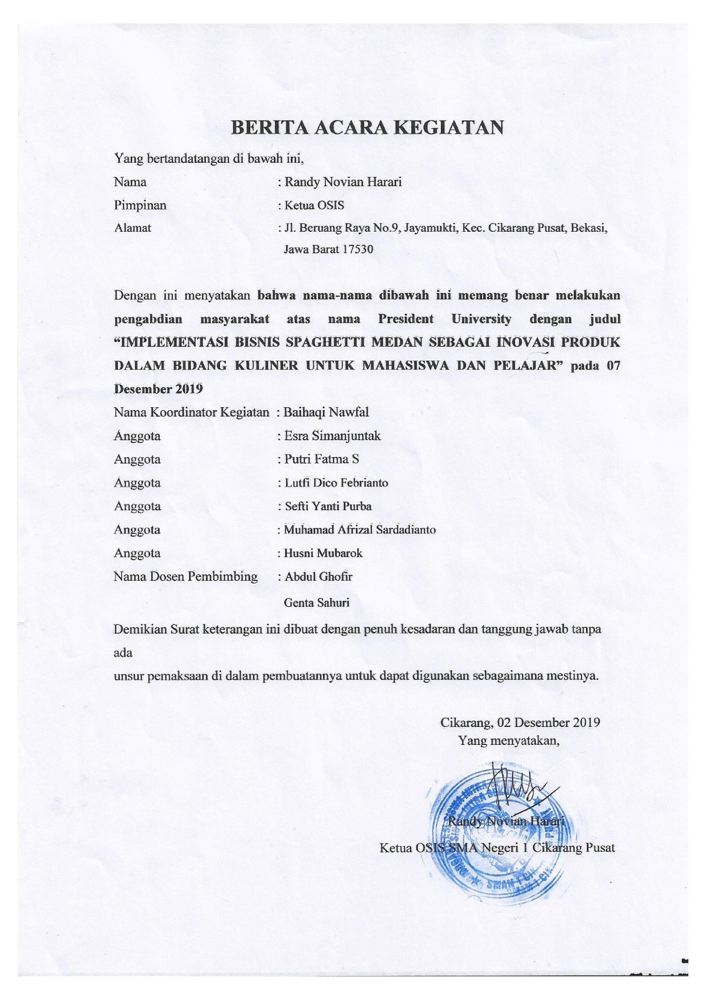 BERITA ACARA KEGIATAN
Yang bertandatangan di bawah ini,
Nama : Randy Novian Harari
Pimpinan : Ketua OSIS
Alamat : Jl. Beruang Raya No.9, Jayamukti, Kec. Cikarang Pusat, Bekasi,
Jawa Barat 17530
Dengan ini menyatakan bahwa nama-nama dibawah ini memang benar melakukan
pengabdian masyarakat atas nama President University dengan judul
“IMPLEMENTASI BISNIS SPAGHETTI MEDAN SEBAGAI INOVASI PRODUK
DALAM BIDANG KULINER UNTUK MAHASISWA DAN PELAJAR” pada 07
Desember 2019
Nama Koordinator Kegiatan : Baihaqi Nawfal
Anggota : Esra Simanjuntak
Anggota : Putri Fatma S
Anggota : Lutfi Dico Febrianto
Anggota : Sefti Yanti Purba
Anggota : Muhamad Afrizal Sardadianto
Anggota : Husni Mubarok
Nama Dosen Pembimbing : Abdul Ghofir
Genta Sahuri
Demikian Surat keterangan ini dibuat dengan penuh kesadaran dan tanggung jawab tanpa
ada
unsur pemaksaan di dalam pembuatannya untuk dapat digunakan sebagaimana mestinya.
Cikarang, 02 Desember 2019
Yang menyatakan,
Randy Novian Harari
Ketua OSIS SMA Negeri 1 Cikarang Pusat
SMAN 1 CIK